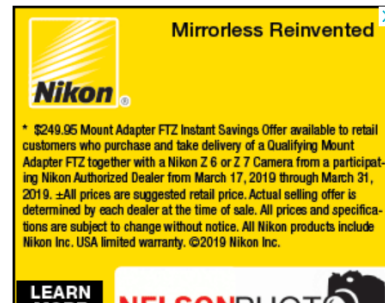 Mirrorless Reinvented
Nikon ®
* $249.95 Mount Adapter FTZ Instant Savings Offer available to retail
customers who purchase and take delivery of a Qualifying Mount
Adapter FTZ together with a Nikon Z 6 or Z 7 Camera from a participat-
ing Nikon Authorized Dealer from March 17, 2019 through March 31,
2019. ±All prices are suggested retail price. Actual selling offer is
determined by each dealer at the time of sale. All prices and specifica-
tions are subject to change without notice. All Nikon products include
Nikon Inc. USA limited warranty. ©2019 Nikon Inc.
LEARN
NELSONPHOTO